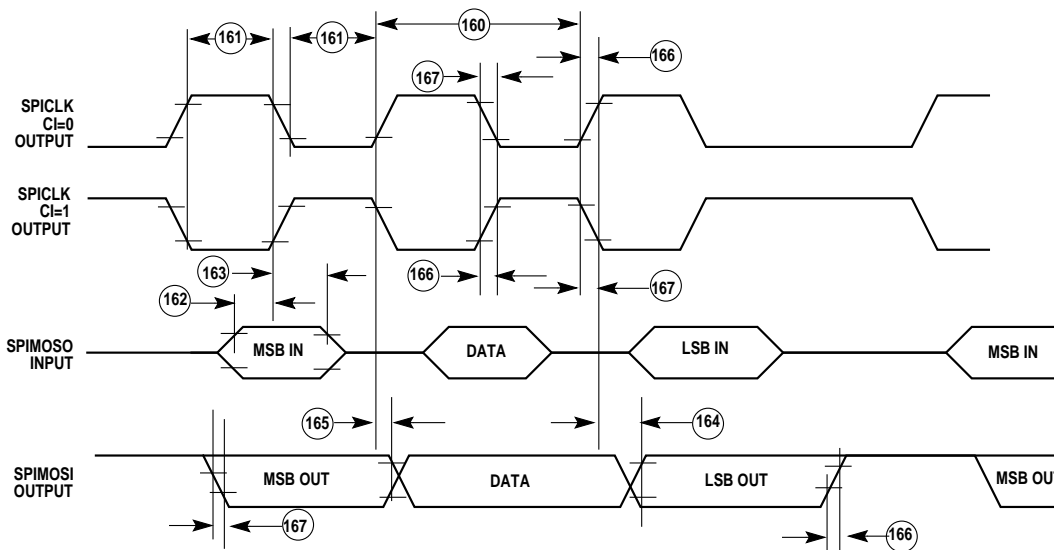 160
161
161
166
167
SPICLK
CI=0
OUTPUT
SPICLK
CI=1
OUTPUT
163
166
167
162
SPIMOSO
INPUT
MSB IN
DATA
LSB IN
MSB IN
165
164
SPIMOSI
OUTPUT
MSB OUT
DATA
LSB OUT
MSB OUT
167
166